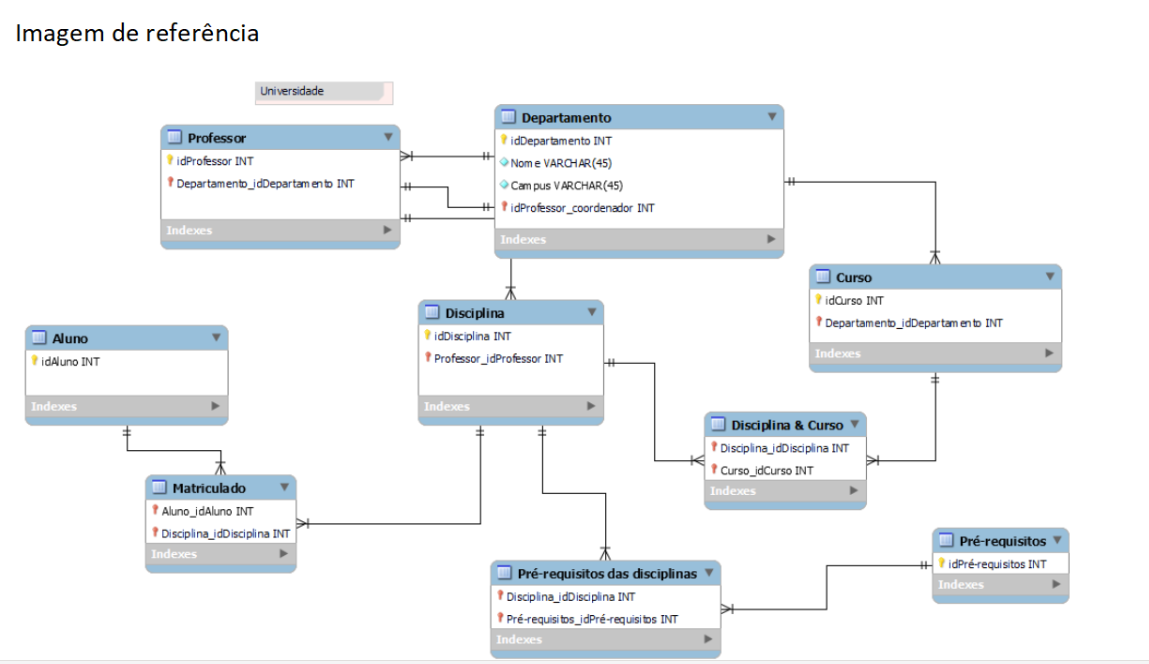 Imagem de referência
Universidade
Professor
idProfessor INT
Departamento_idDepartamento INT
Indexes
Departamento
idDepartamento INT
Nome VARCHAR(45)
Campus VARCHAR(45)
idProfessor_coordenador INT
Indexes
Curso
idCurso INT
Departamento_idDepartamento INT
Indexes
Disciplina
idDisciplina INT
Professor_idProfessor INT
Indexes
Aluno
idAluno INT
Indexes
Disciplina & Curso
Disciplina_idDisciplina INT
Curso_idCurso INT
Indexes
Matriculado
Aluno_idAluno INT
Disciplina_idDisciplina INT
Indexes
Pré-requisitos
idPré-requisitos INT
Indexes
Pré-requisitos das disciplinas
Disciplina_idDisciplina INT
Pré-requisitos_idPré-requisitos INT
Indexes